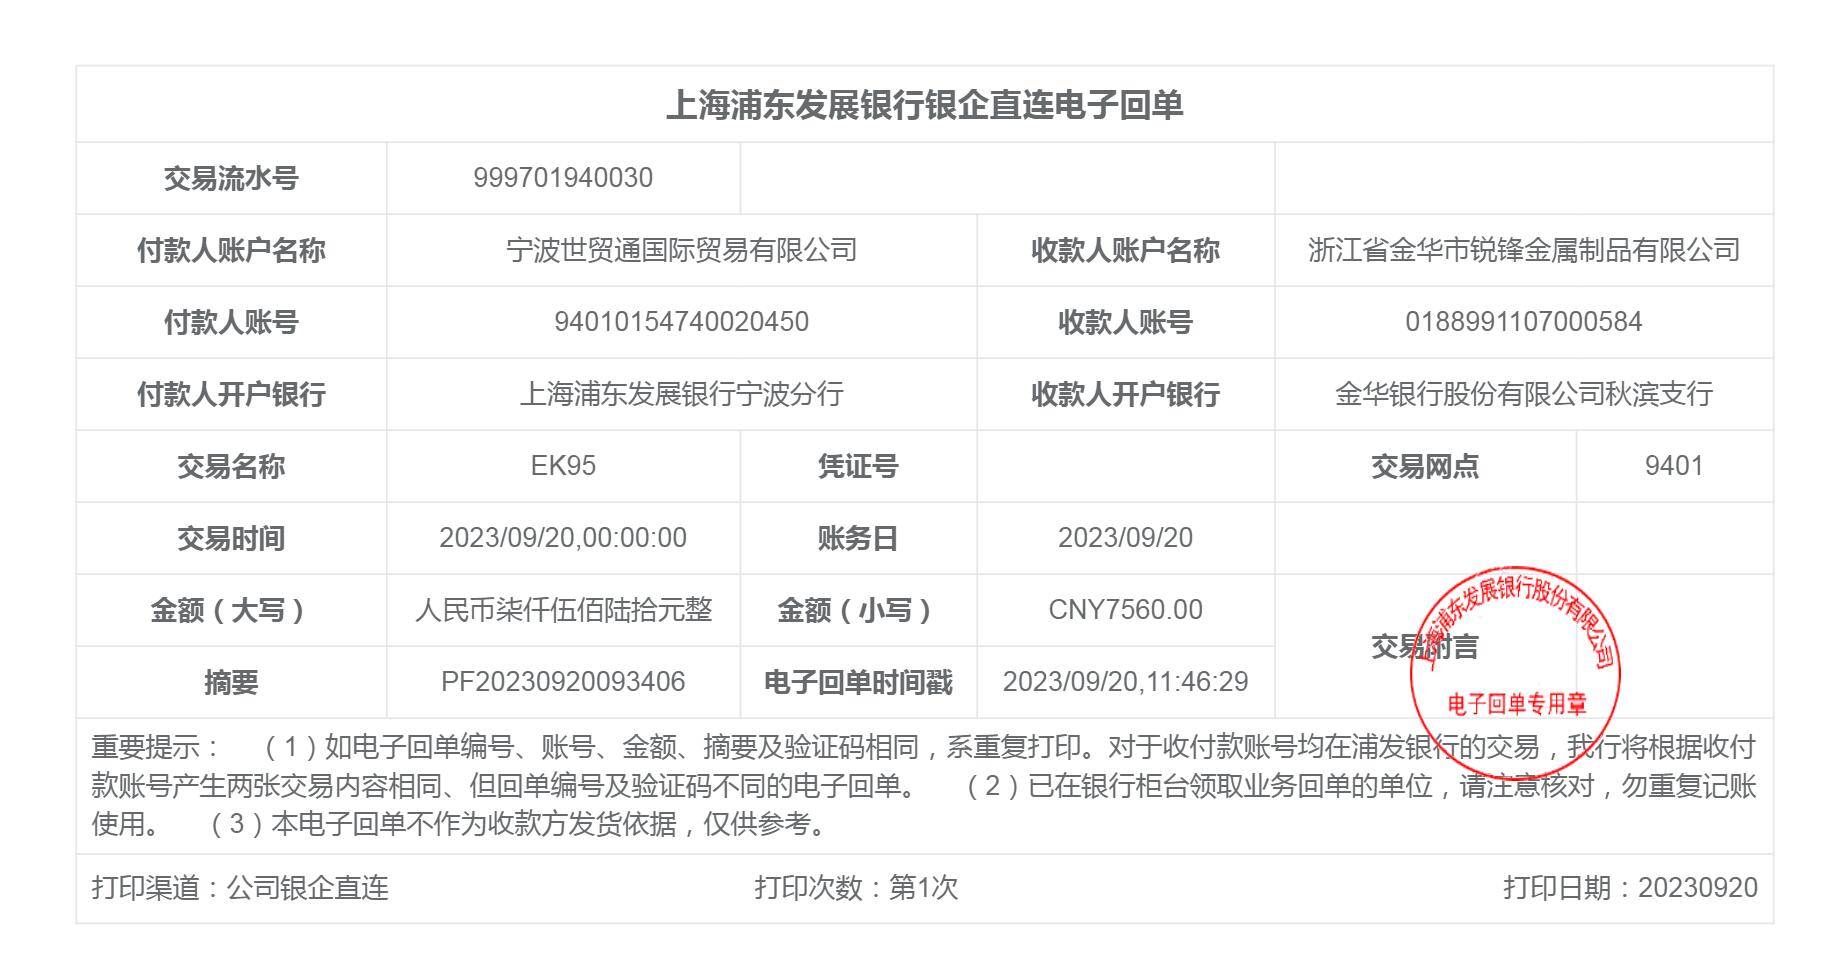 上海浦东发展银行银企直连电子回单
交易流水号 999701940030
付款人账户名称 宁波世贸通国际贸易有限公司 收款人账户名称 浙江省金华市锐锋金属制品有限公司
付款人账号 94010154740020450 收款人账号 0188991107000584
付款人开户银行 上海浦东发展银行宁波分行 收款人开户银行 金华银行股份有限公司秋滨支行
交易名称 EK95 凭证号 交易网点 9401
交易时间 2023/09/20,00:00:00 账务日 2023/09/20
金额（大写） 人民币柒仟伍佰陆拾元整 金额（小写） CNY7560.00
交易附言
摘要 PF20230920093406 电子回单时间戳 2023/09/20,11:46:29
上海浦东发展银行股份有限公司
电子回单专用章
重要提示： （1）如电子回单编号、账号、金额、摘要及验证码相同，系重复打印。对于收付款账号均在浦发银行的交易，我行将根据收付
款账号产生两张交易内容相同、但回单编号及验证码不同的电子回单。 （2）已在银行柜台领取业务回单的单位，请注意核对，勿重复记账
使用。 （3）本电子回单不作为收款方发货依据，仅供参考。
打印渠道：公司银企直连 打印次数：第1次 打印日期：20230920